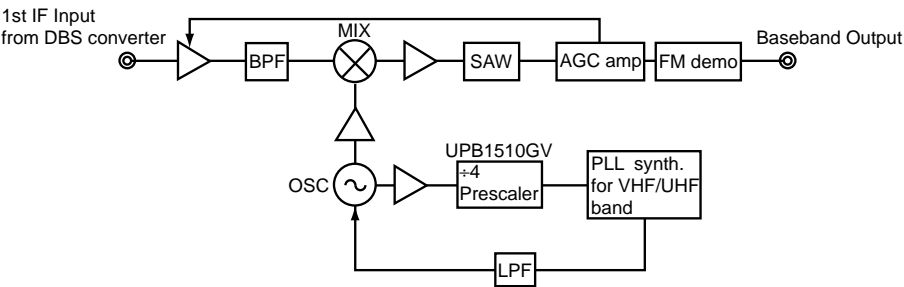 1st IF Input
from DBS converter
MIX
Baseband Output
BPF
SAW
AGC amp
FM demo
UPB1510GV
OSC
÷4
Prescaler
PLL synth.
for VHF/UHF
band
LPF